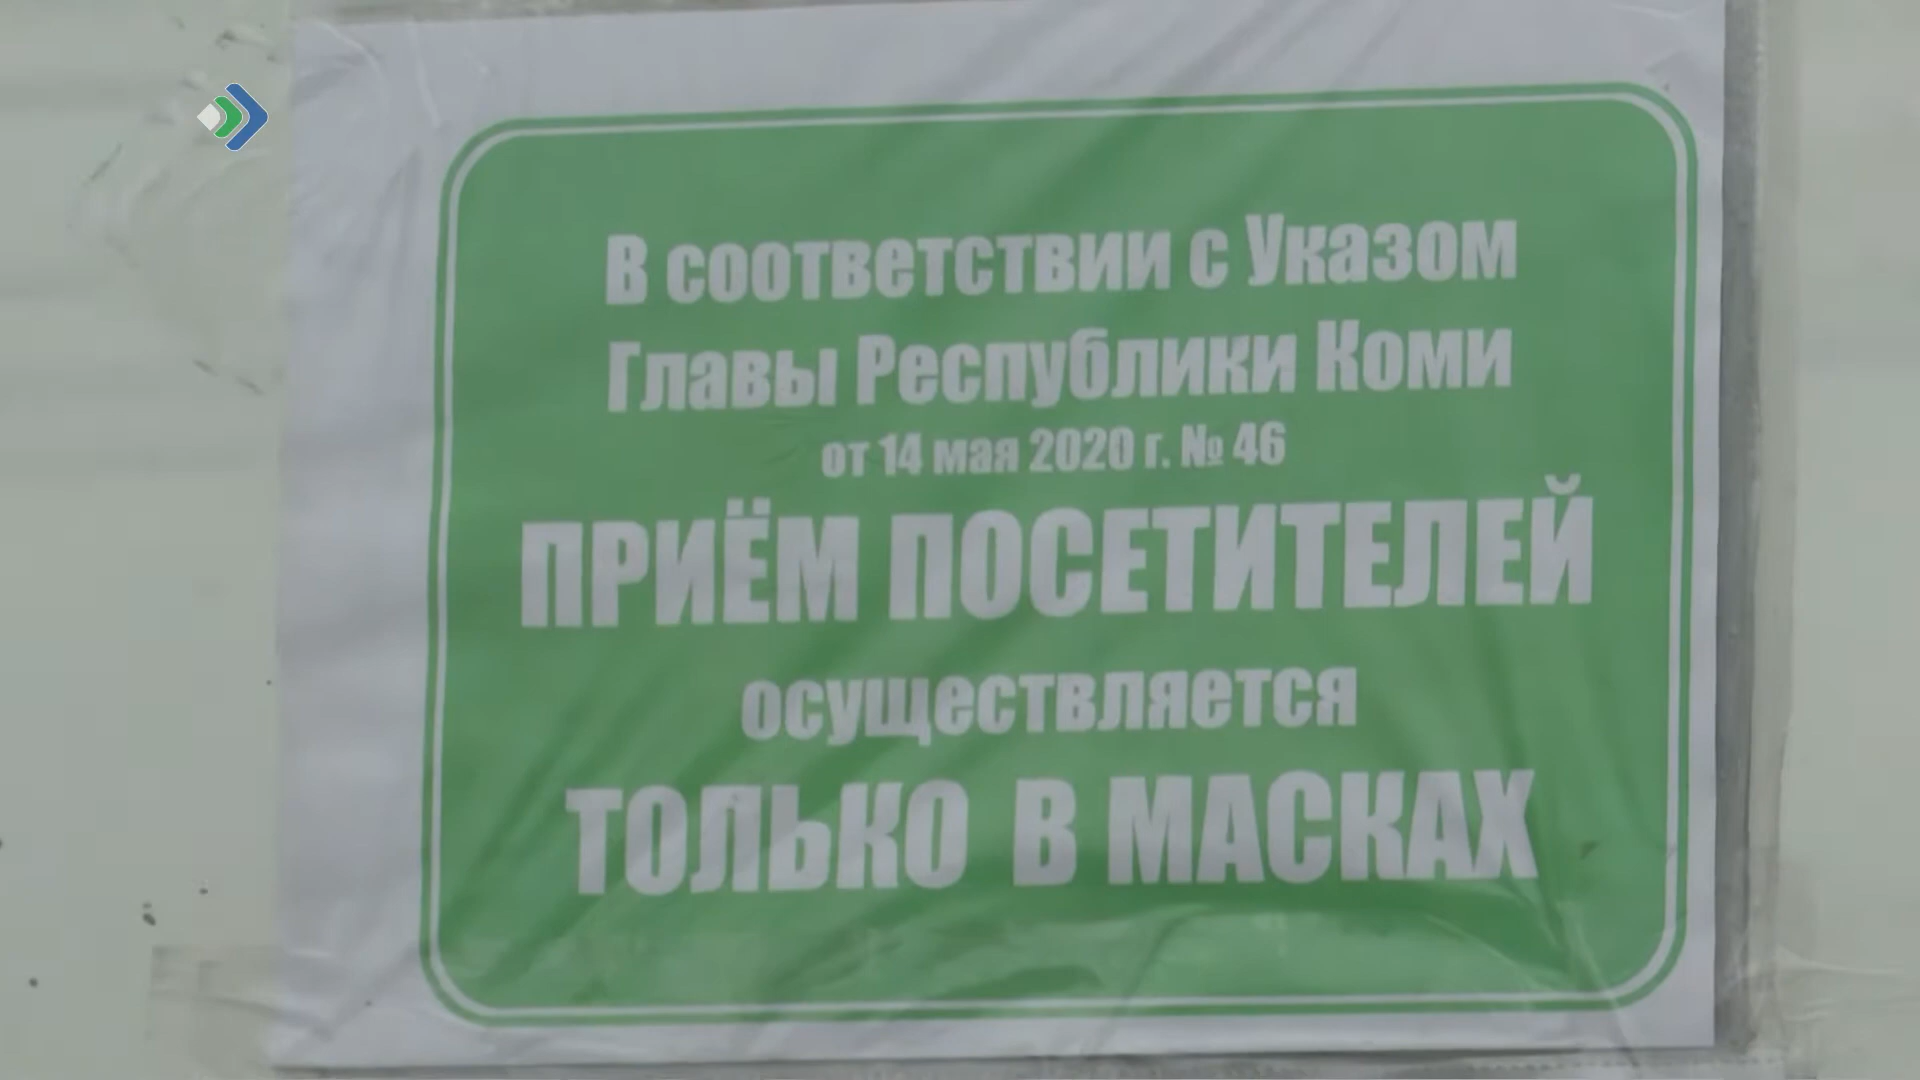 В соответствии с Указом
Главы Республики Коми
от 14 мая 2020 г. № 46
ПРИЁМ ПОСЕТИТЕЛЕЙ
осуществляется
ТОЛЬКО В МАСКАХ